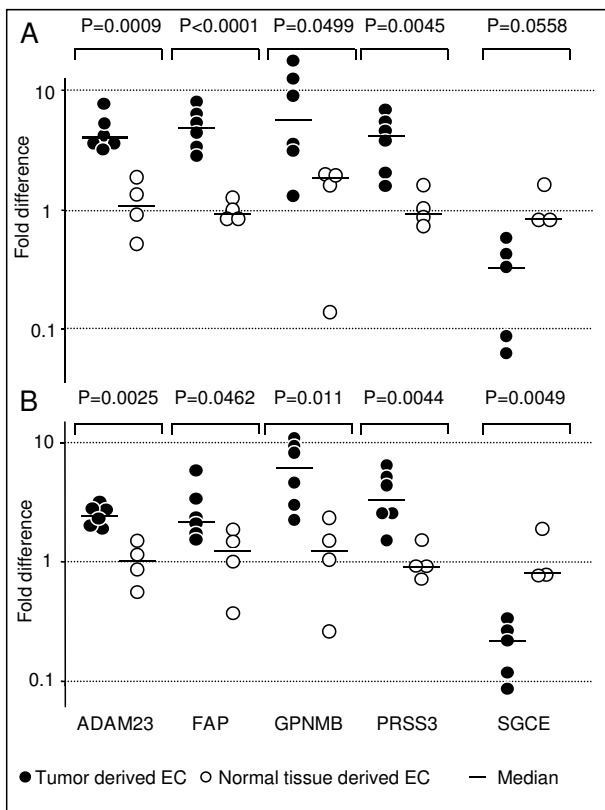 A
P=0.0009 P<0.0001 P=0.0499 P=0.0045 P=0.0558
10
1
0.1
Fold difference
B
P=0.0025 P=0.0462 P=0.011 P=0.0044 P=0.0049
10
1
0.1
Fold difference
ADAM23 FAP GPNMB PRSS3 SGCE
Tumor derived EC Normal tissue derived EC Median